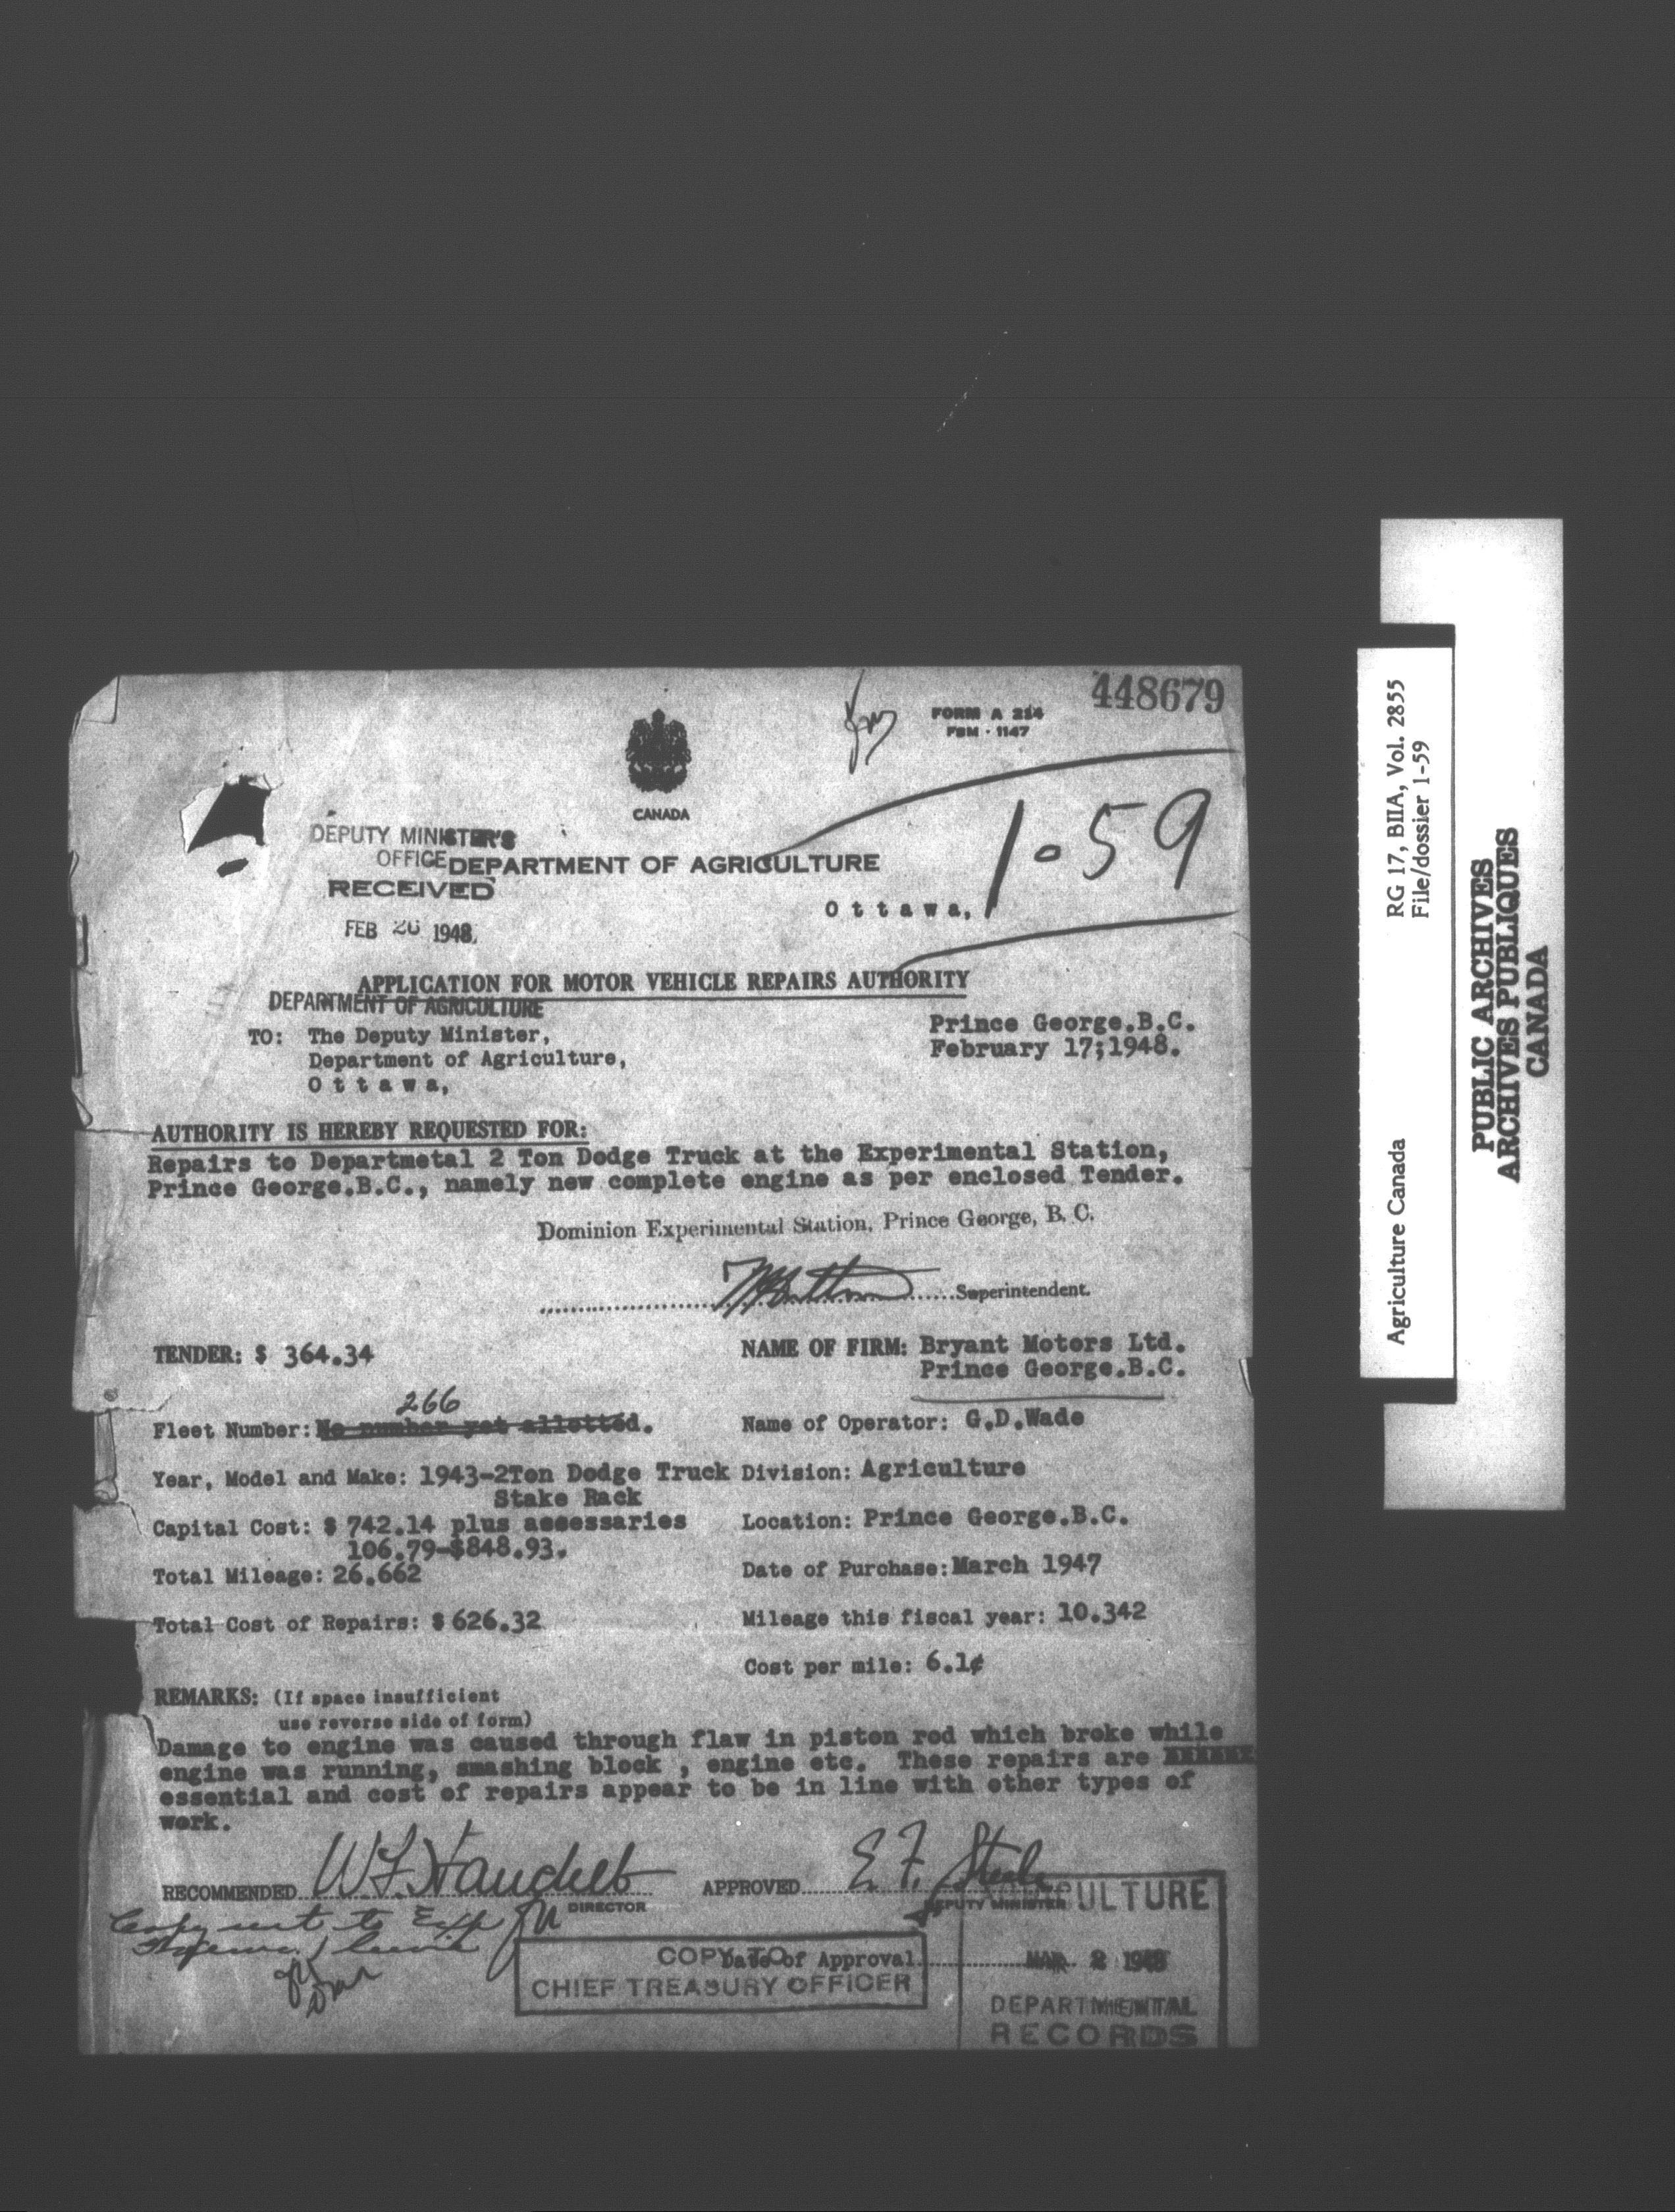 448679
FORM A 214
FBM - 1147
CANADA
DEPUTY MINISTER'S
OFFICE
DEPARTMENT OF AGRICULTURE
RECEIVED
1-59
Ottawa,
FEB 26 1948
APPLICATION FOR MOTOR VEHICLE REPAIRS AUTHORITY
DEPARTMENT OF AGRICULTURE
Prince George.B.C.
February 17;1948.
TO: The Deputy Minister,
Department of Agriculture,
Ottawa,
AUTHORITY IS HEREBY REQUESTED FOR:
Repairs to Departmetal 2 Ton Dodge Truck at the Experimental Station,
Prince George.B.C., namely new complete engine as per enclosed Tender.
Dominion Experimental Station, Prince George, B. C.
Superintendent.
TENDER: $ 364.34
NAME OF FIRM: Bryant Motors Ltd.
Prince George.B.C.
266
Fleet Number: No number yet allotted.
Name of Operator: G.D.Wade
Year, Model and Make: 1943-2Ton Dodge Truck
Stake Rack
Division: Agriculture
Capital Cost: $ 742.14 plus assessaries
106.79-$848.93.
Location: Prince George.B.C.
Total Mileage: 26.662
Date of Purchase: March 1947
Total Cost of Repairs: $ 626.32
Mileage this fiscal year: 10.342
Cost per mile: 6.1¢
REMARKS: (If space insufficient
use reverse side of form)
Damage to engine was caused through flaw in piston rod which broke while
engine was running, smashing block , engine etc. These repairs are
essential and cost of repairs appear to be in line with other types of
work.
RECOMMENDED
DIRECTOR
APPROVED
DEPUTY MINISTER
AGRICULTURE
Copy sent to
COPY TO
CHIEF TREASURY OFFICER
Date of Approval
MAR 2 1948
DEPARTMENTAL
RECORDS
Agriculture Canada RG 17, BIIA, Vol. 2855
File/dossier 1-59
PUBLIC ARCHIVES
ARCHIVES PUBLIQUES
CANADA